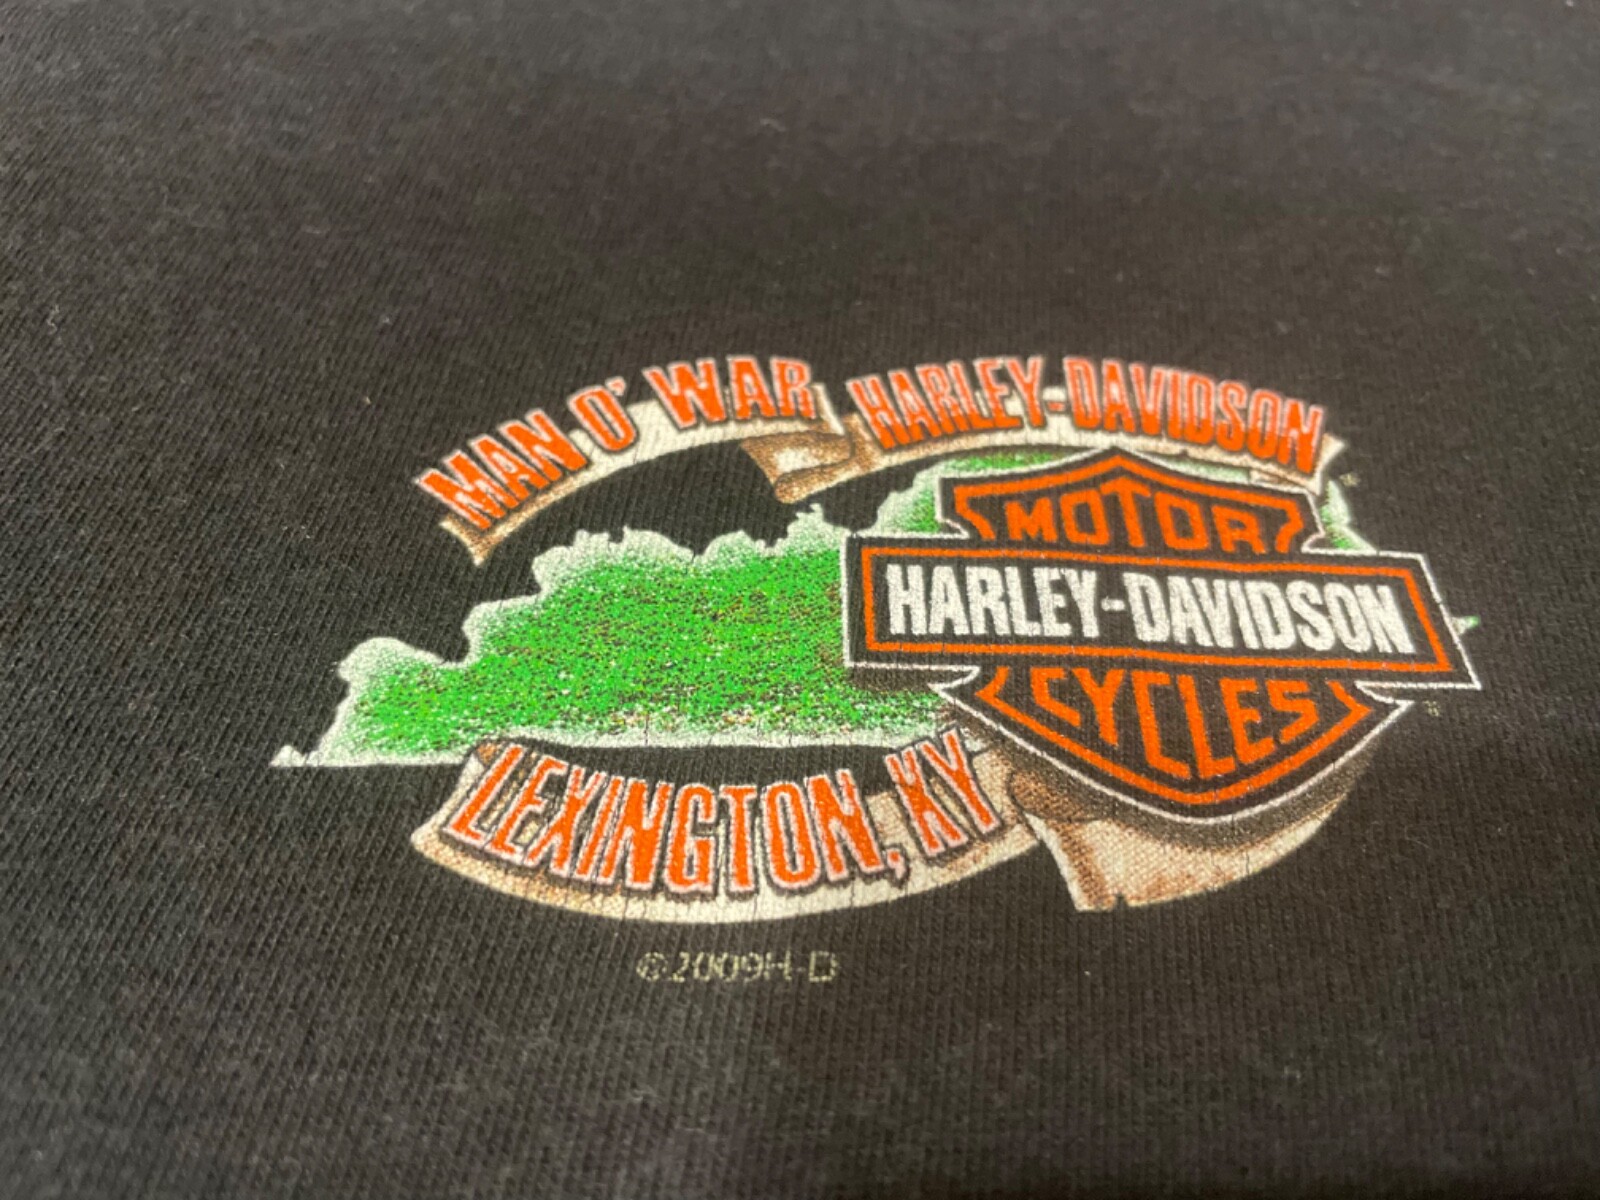 MAN O' WAR HARLEY-DAVIDSON
MOTOR
HARLEY-DAVIDSON
CYCLES
LEXINGTON, KY
©2009H-D